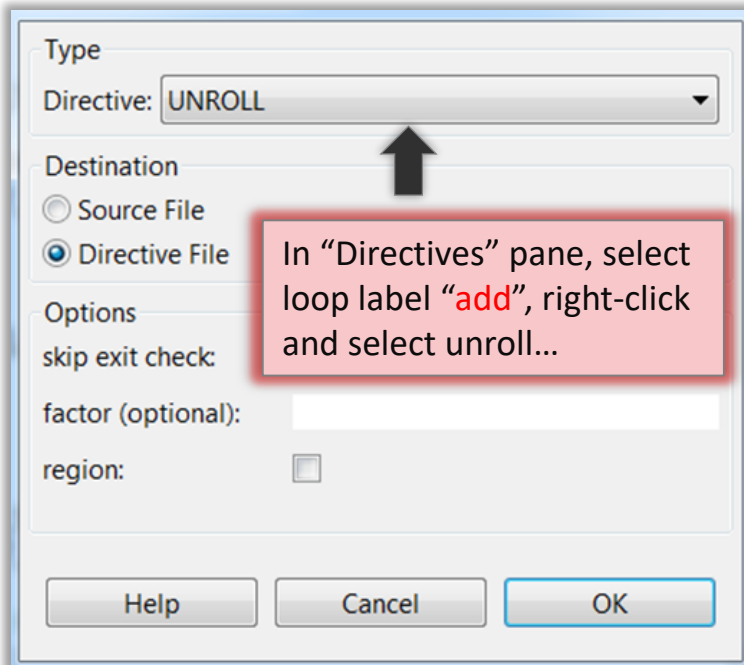 Type
Directive: UNROLL
Destination
Source File
Directive File
In “Directives” pane, select
loop label “add”, right-click
and select unroll…
Options
skip exit check:
factor (optional):
region:
Help Cancel OK